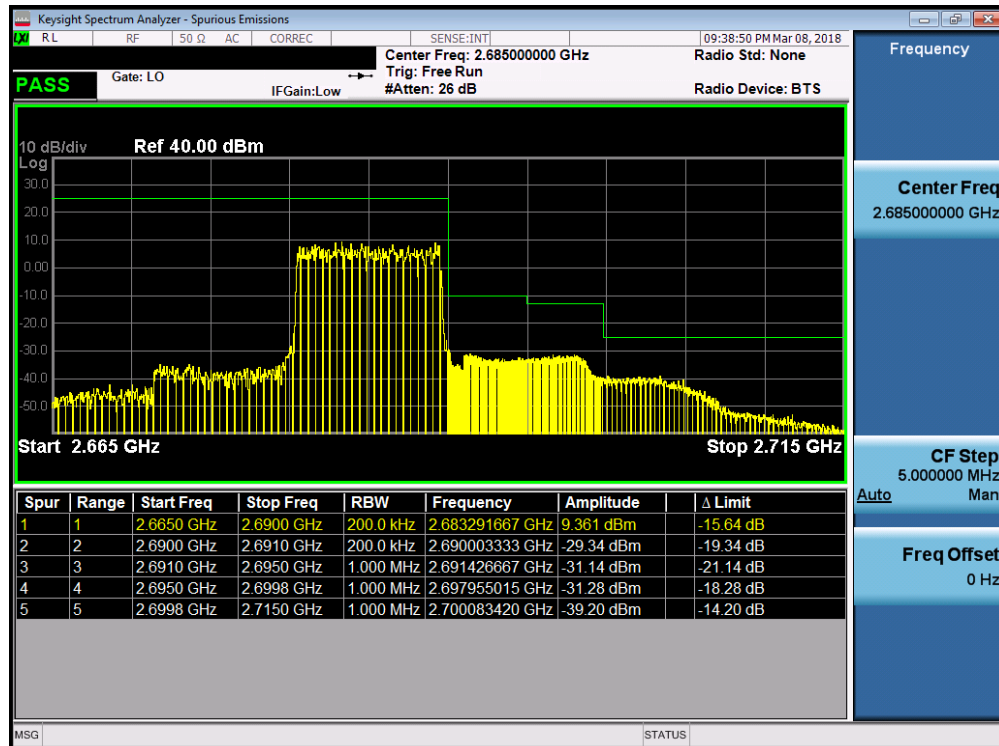 Keysight Spectrum Analyzer - Spurious Emissions
LXI RL RF 50 Ω AC CORREC SENSE:INT 09:38:50 PM Mar 08, 2018
Center Freq: 2.685000000 GHz Radio Std: None
PASS Gate: LO Trig: Free Run
IFGain:Low #Atten: 26 dB Radio Device: BTS
10 dB/div Ref 40.00 dBm
Log
30.0
20.0
10.0
0.00
-10.0
-20.0
-30.0
-40.0
-50.0
Start 2.665 GHz Stop 2.715 GHz
Spur Range Start Freq Stop Freq RBW Frequency Amplitude Δ Limit
1 1 2.6650 GHz 2.6900 GHz 200.0 kHz 2.683291667 GHz 9.361 dBm -15.64 dB
2 2 2.6900 GHz 2.6910 GHz 200.0 kHz 2.690003333 GHz -29.34 dBm -19.34 dB
3 3 2.6910 GHz 2.6950 GHz 1.000 MHz 2.691426667 GHz -31.14 dBm -21.14 dB
4 4 2.6950 GHz 2.6998 GHz 1.000 MHz 2.697955015 GHz -31.28 dBm -18.28 dB
5 5 2.6998 GHz 2.7150 GHz 1.000 MHz 2.700083420 GHz -39.20 dBm -14.20 dB
MSG STATUS
Frequency
Center Freq
2.685000000 GHz
CF Step
5.000000 MHz
Auto Man
Freq Offset
0 Hz